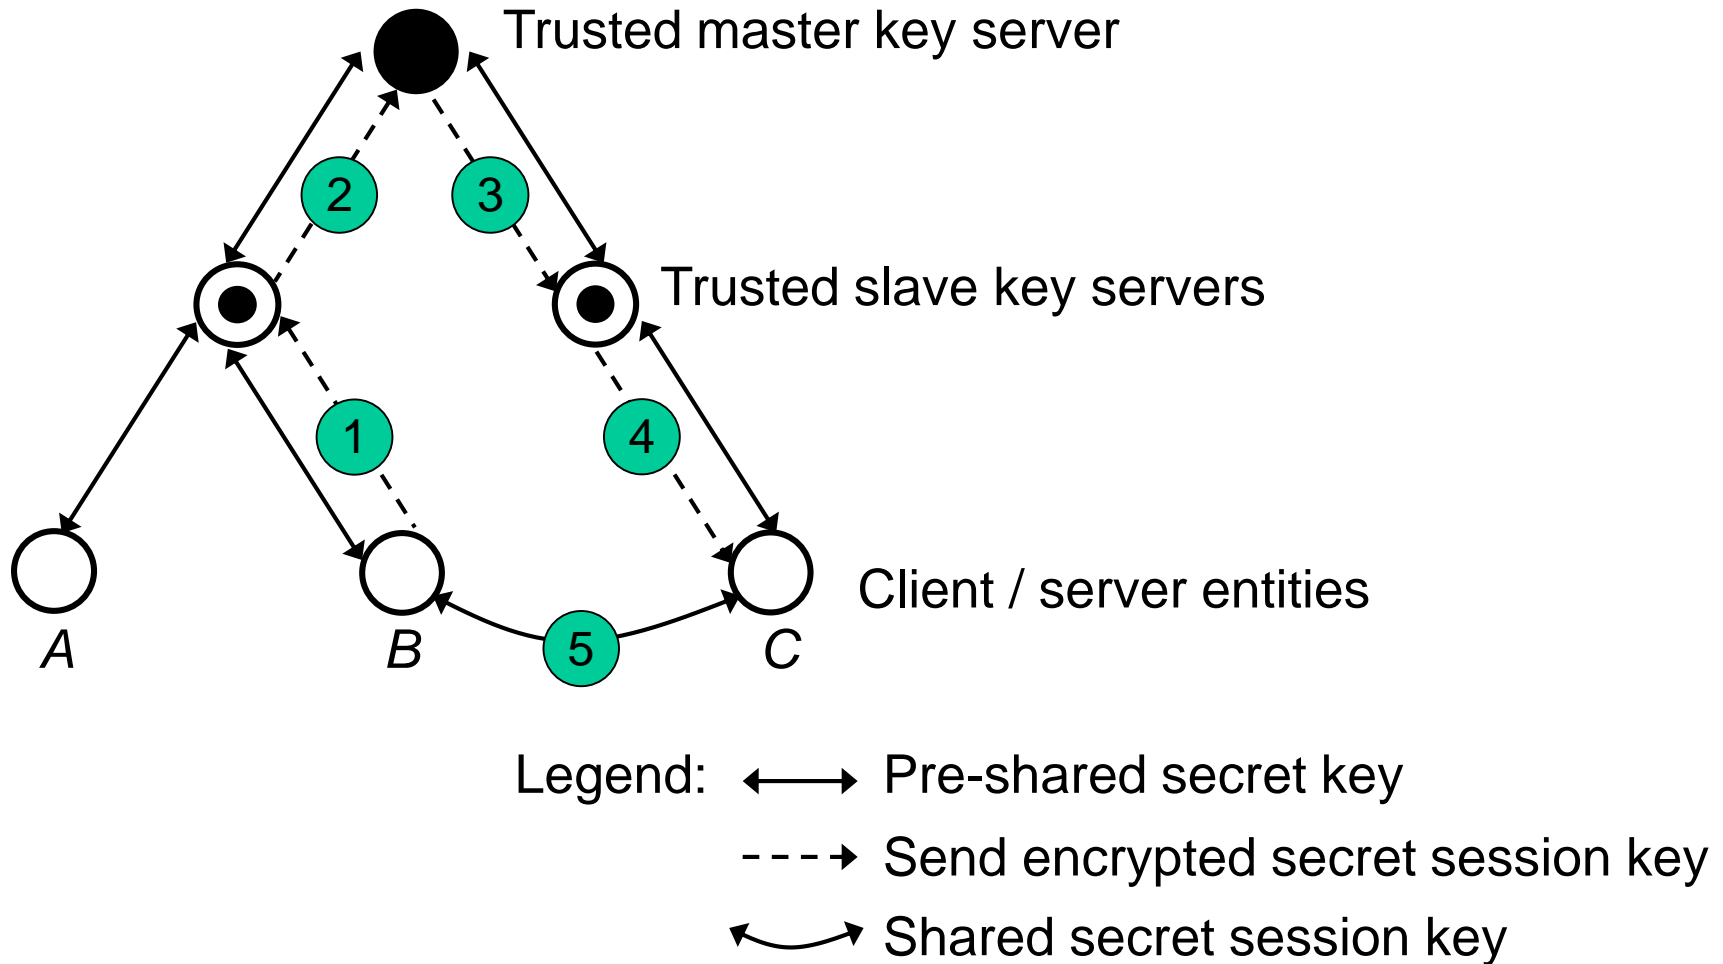 Trusted master key server
2
3
Trusted slave key servers
1
4
Client / server entities
A
B
5
C
Legend:
Pre-shared secret key
Send encrypted secret session key
Shared secret session key